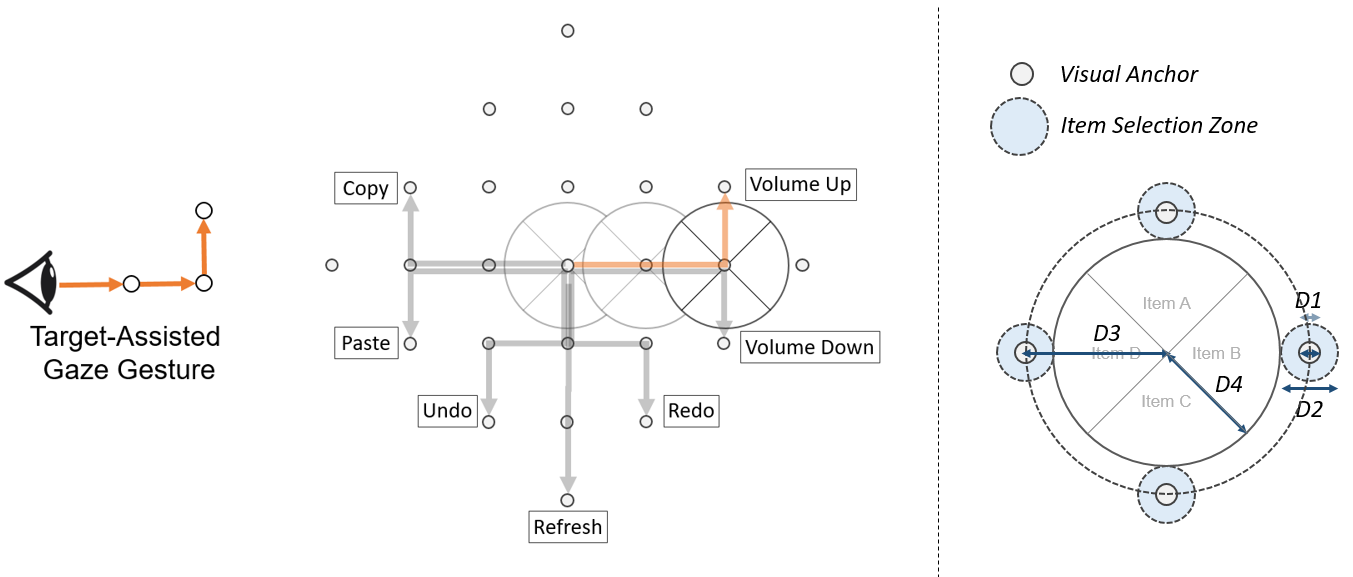 Target-Assisted
Gaze Gesture
Copy
Volume Up
Paste
Volume Down
Undo
Redo
Refresh
Visual Anchor
Item Selection Zone
Item A
D1
D3
Item D
Item B
D4
Item C
D2